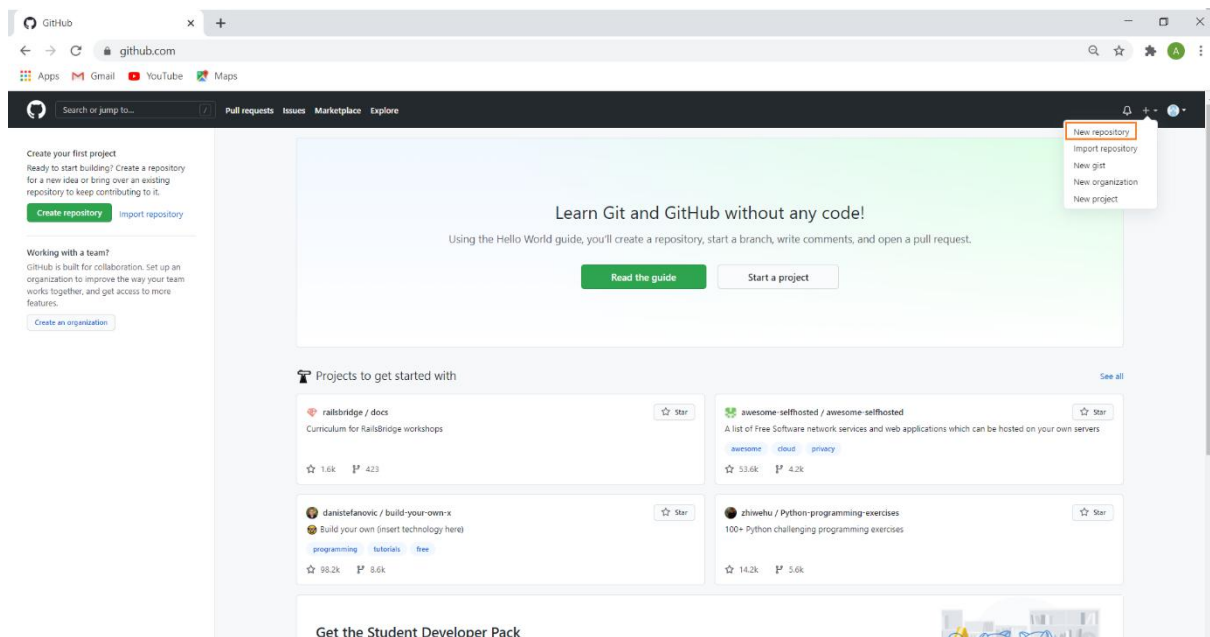 GitHub
github.com
Apps Gmail YouTube Maps
A
Search or jump to... /
Pull requests Issues Marketplace Explore
New repository
Import repository
New gist
New organization
New project
Create your first project
Ready to start building? Create a repository
for a new idea or bring over an existing
repository to keep contributing to it.
Create repository Import repository
Working with a team?
GitHub is built for collaboration. Set up an
organization to improve the way your team
works together, and get access to more
features.
Create an organization
Learn Git and GitHub without any code!
Using the Hello World guide, you'll create a repository, start a branch, write comments, and open a pull request.
Read the guide Start a project
Projects to get started with See all
railsbridge / docs Star
Curriculum for RailsBridge workshops
1.6k 423
awesome-selfhosted / awesome-selfhosted Star
A list of Free Software network services and web applications which can be hosted on your own servers
awesome cloud privacy
53.6k 4.2k
danistefanovic / build-your-own-x Star
Build your own (insert technology here)
programming tutorials free
98.2k 8.6k
zhiwehu / Python-programming-exercises Star
100+ Python challenging programming exercises
14.2k 5.6k
Get the Student Developer Pack